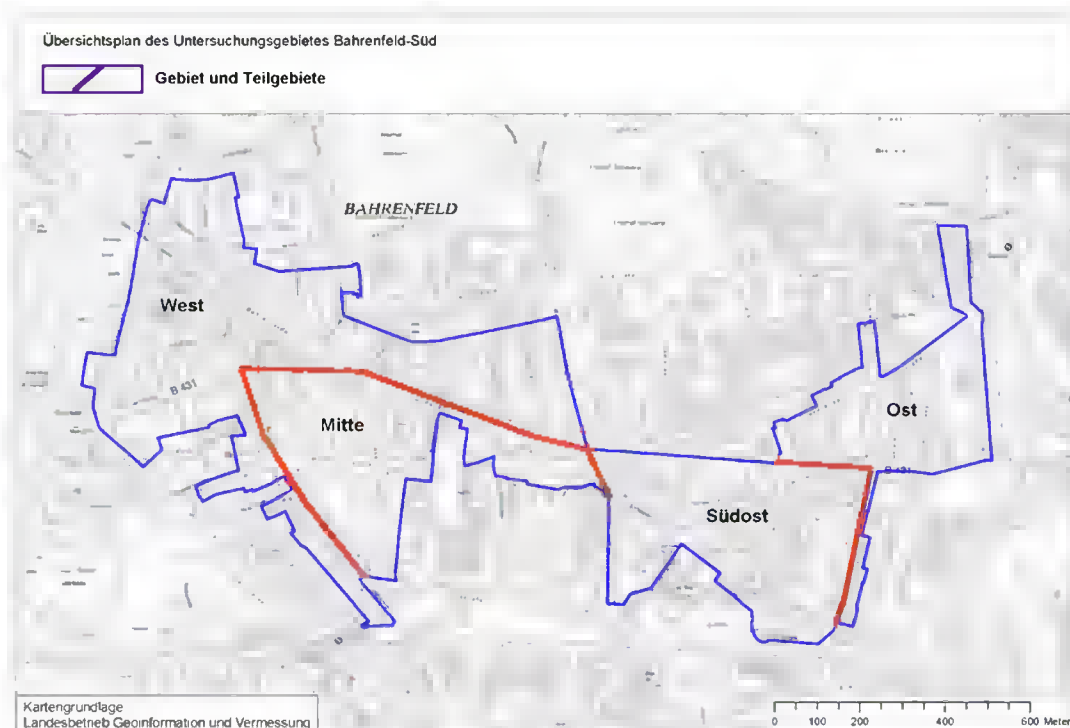 Übersichtsplan des Untersuchungsgebietes Bahrenfeld-Süd
Gebiet und Teilgebiete
BAHRENFELD
West
B 431
Mitte
Ost
B 431
Südost
Kartengrundlage
Landesbetrieb Geoinformation und Vermessung
0 100 200 400 600 Meter